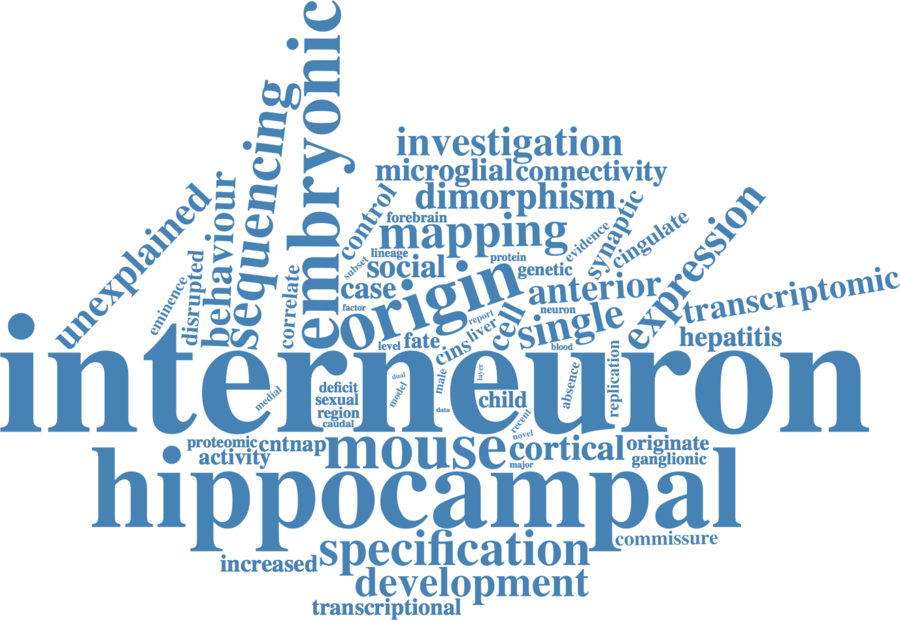 embryonic
sequencing
investigation
microglial
connectivity
unexplained
behaviour
control
dimorphism
synaptic
expression
forebrain
mapping
evidence
cingulate
lineage
subset
social
protein
genetic
eminence
disrupted
correlate
case
origin
anterior
transcriptomic
factor
report
neuron
cell
single
hepatitis
level
fate
cins
liver
blood
interneuron
medial
deficit
sexual
region
caudal
dual
model
male
data
layer
child
recent
novel
absence
replication
proteomic
cntnap
activity
mouse
major
cortical
originate
ganglionic
hippocampal
commissure
specification
increased
development
transcriptional